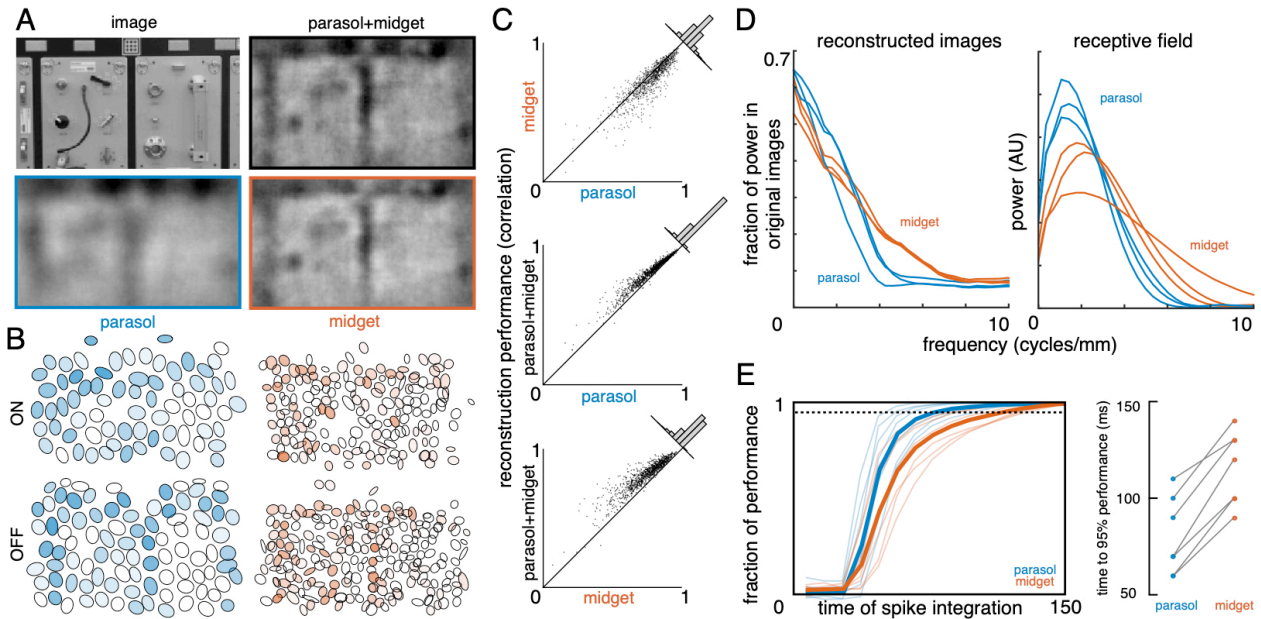 A
image
parasol+midget
parasol
midget
B
ON
OFF
C
reconstruction performance (correlation)
1
midget
0
parasol
1
1
parasol+midget
0
parasol
1
1
parasol+midget
0
midget
1
D
reconstructed images
receptive field
0.7
fraction of power in
original images
midget
parasol
0
10
power (AU)
parasol
midget
0
10
frequency (cycles/mm)
E
1
fraction of performance
parasol
midget
0
time of spike integration
150
time to 95% performance (ms)
150
100
50
parasol
midget